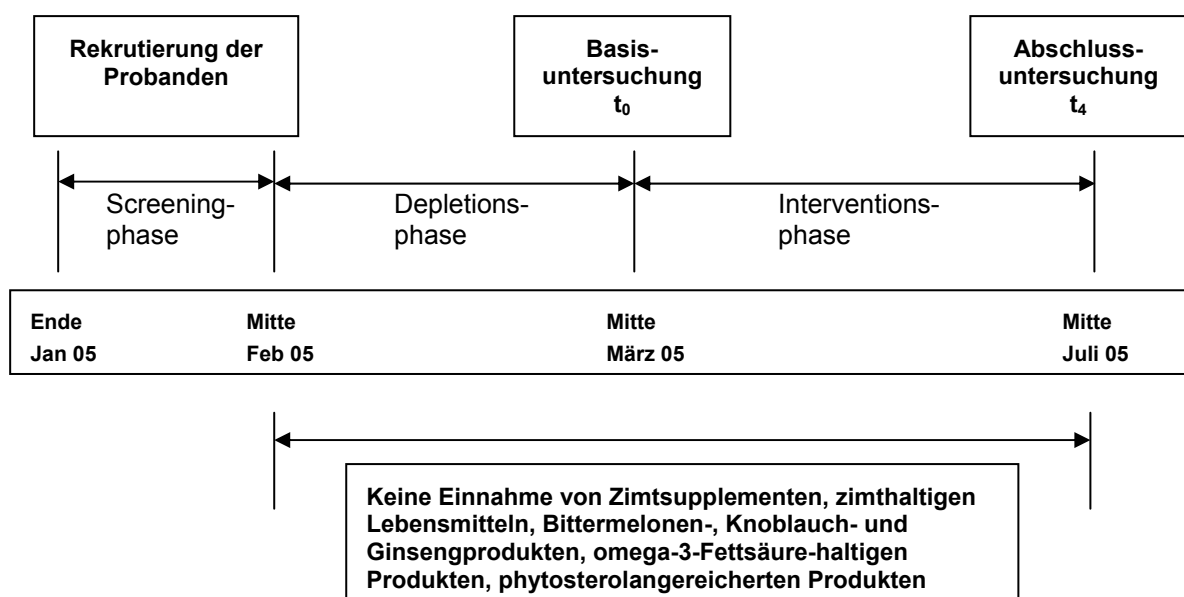 Rekrutierung der
Probanden
Basis-
untersuchung
t₀
Abschluss-
untersuchung
t₄
Screening-
phase
Depletions-
phase
Interventions-
phase
Ende
Jan 05
Mitte
Feb 05
Mitte
März 05
Mitte
Juli 05
Keine Einnahme von Zimtsupplementen, zimthaltigen
Lebensmitteln, Bittermelonen-, Knoblauch- und
Ginsengprodukten, omega-3-Fettsäure-haltigen
Produkten, phytosterolangereicherten Produkten